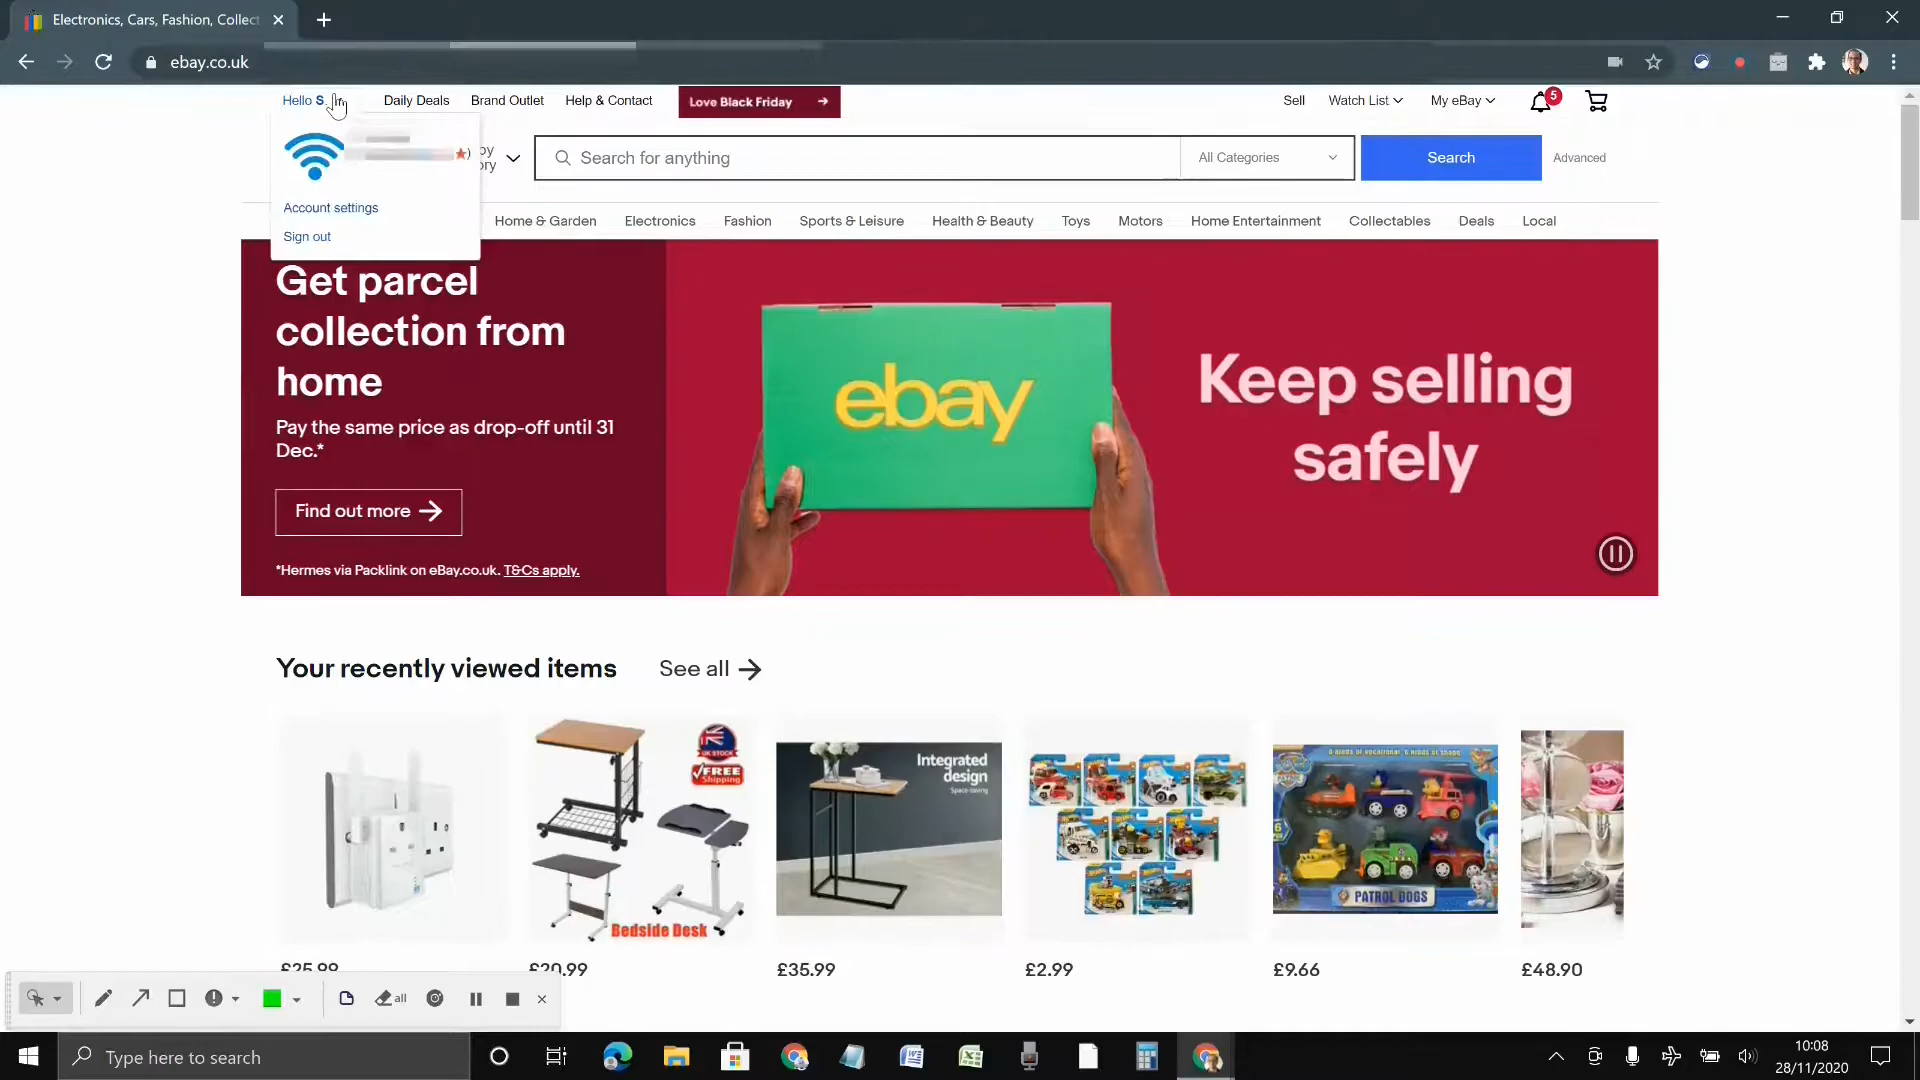 Electronics, Cars, Fashion, Collect
ebay.co.uk
Hello S
Daily Deals
Brand Outlet
Help & Contact
Love Black Friday
Sell
Watch List
My eBay
5
by
ory
Search for anything
All Categories
Search
Advanced
Account settings
Sign out
Home & Garden
Electronics
Fashion
Sports & Leisure
Health & Beauty
Toys
Motors
Home Entertainment
Collectables
Deals
Local
Get parcel
collection from
home
Pay the same price as drop-off until 31
Dec.*
Find out more
*Hermes via Packlink on eBay.co.uk. T&Cs apply.
ebay
Keep selling
safely
Your recently viewed items
See all
UK STOCK
FREE
Shipping
Bedside Desk
Integrated
design
Space-saving
PATROL DOGS
£25.99
£20.99
£35.99
£2.99
£9.66
£48.90
all
Type here to search
10:08
28/11/2020